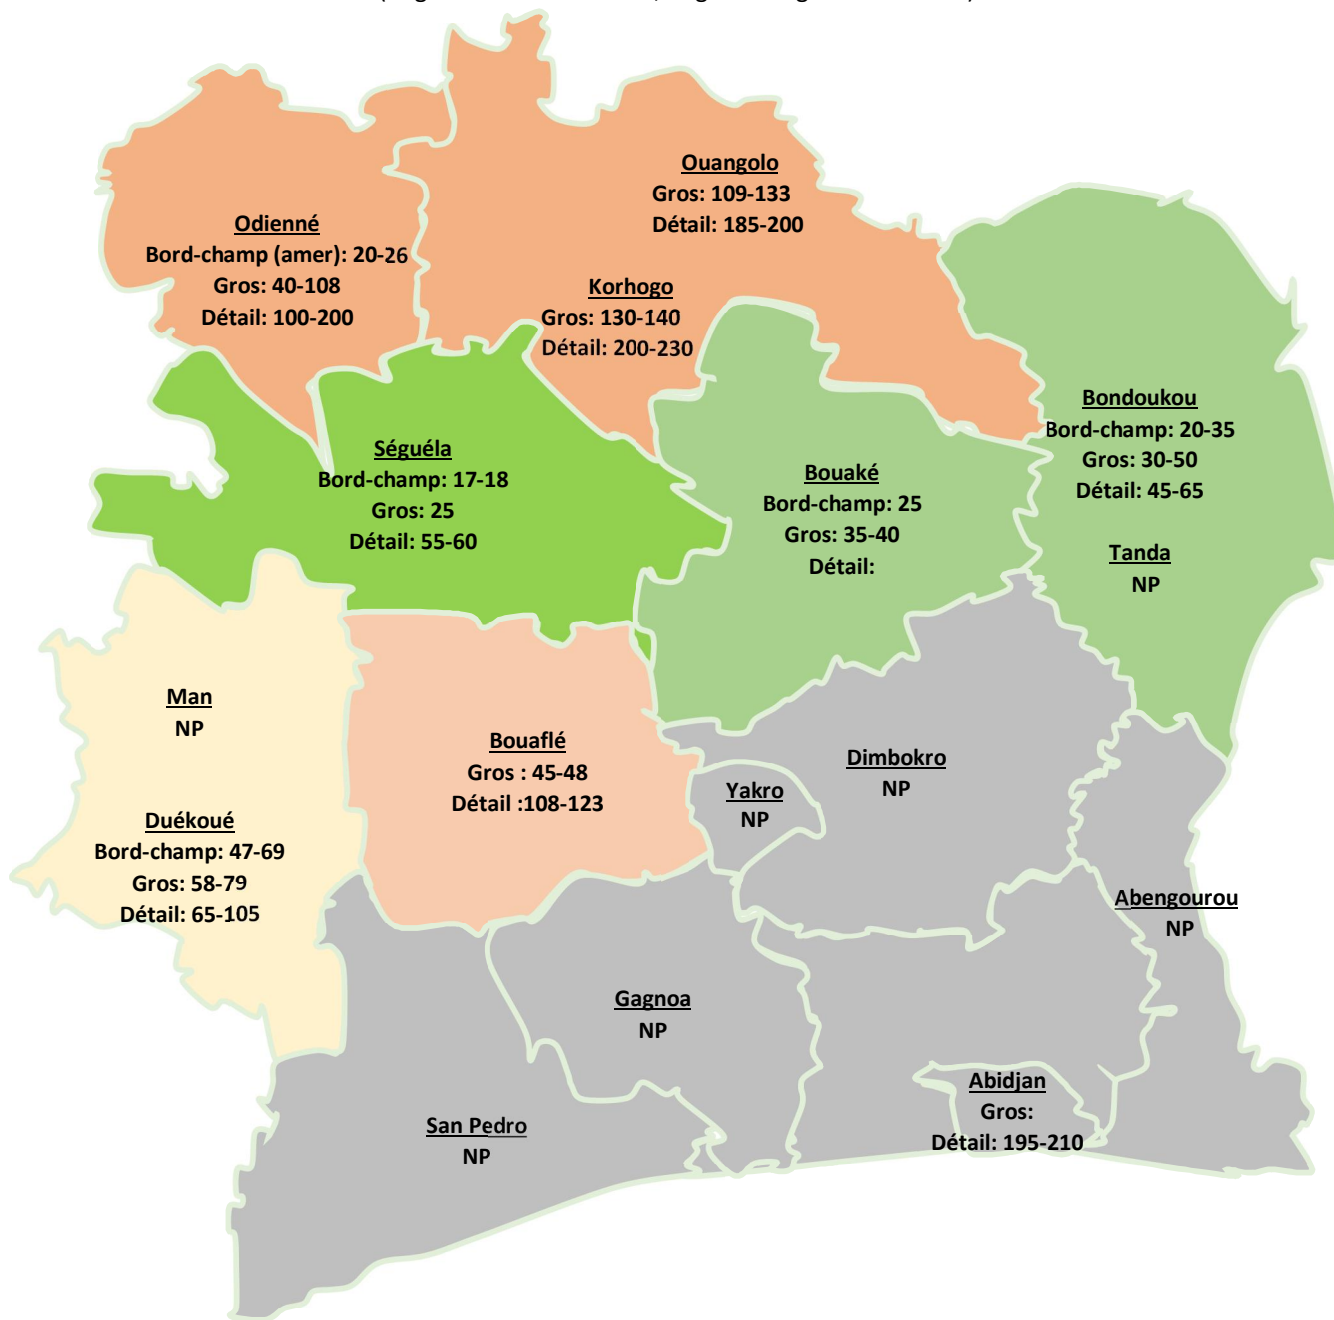 Ouangolo
Gros: 109-133
Détail: 185-200
Odienné
Bord-champ (amer): 20-26
Gros: 40-108
Détail: 100-200
Korhogo
Gros: 130-140
Détail: 200-230
Bondoukou
Bord-champ: 20-35
Gros: 30-50
Détail: 45-65
Séguéla
Bord-champ: 17-18
Gros: 25
Détail: 55-60
Bouaké
Bord-champ: 25
Gros: 35-40
Détail:
Tanda
NP
Man
NP
Bouaflé
Gros : 45-48
Détail :108-123
Dimbokro
NP
Yakro
NP
Duékoué
Bord-champ: 47-69
Gros: 58-79
Détail: 65-105
Abengourou
NP
Gagnoa
NP
Abidjan
Gros:
Détail: 195-210
San Pedro
NP